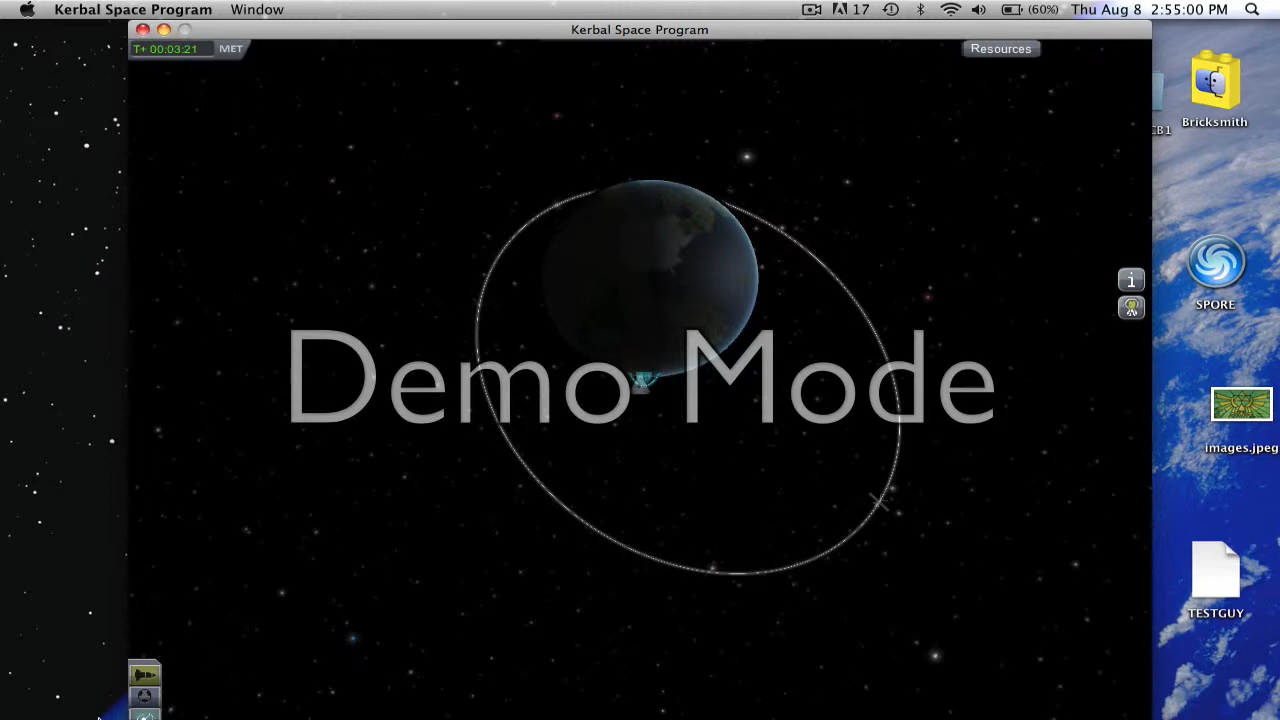 Kerbal Space Program Window 17 (60%) Thu Aug 8 2:55:00 PM
Kerbal Space Program
T+ 00:03:21 MET Resources
Bricksmith
SPORE
Demo Mode
images.jpeg
TESTGUY